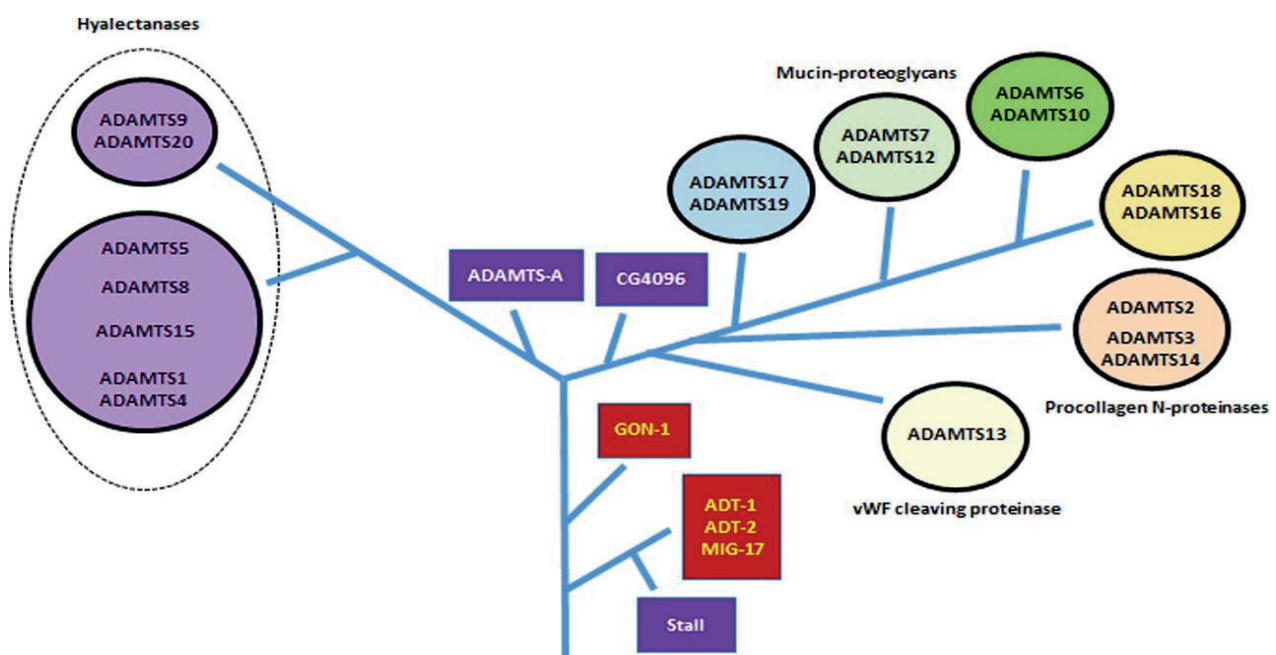 Hyalectanases
ADAMTS9
ADAMTS20
ADAMTS5
ADAMTS8
ADAMTS15
ADAMTS1
ADAMTS4
ADAMTS-A
CG4096
ADAMTS17
ADAMTS19
Mucin-proteoglycans
ADAMTS7
ADAMTS12
ADAMTS6
ADAMTS10
ADAMTS18
ADAMTS16
ADAMTS2
ADAMTS3
ADAMTS14
Procollagen N-proteinases
ADAMTS13
vWF cleaving proteinase
GON-1
ADT-1
ADT-2
MIG-17
Stall